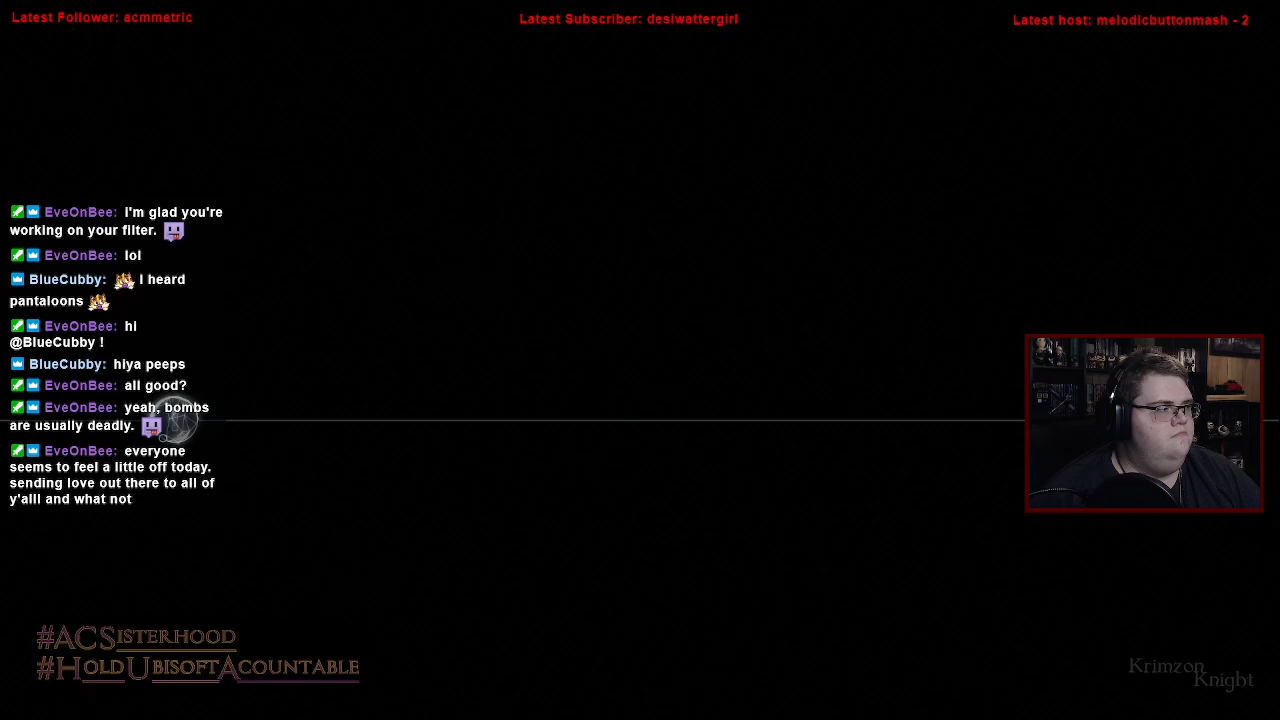 Latest Follower: acmmetric
Latest Subscriber: desiwattergirl
Latest host: melodicbuttonmash - 2
EveOnBee: I'm glad you're
working on your filter.
EveOnBee: lol
BlueCubby: I heard
pantaloons
EveOnBee: hi
@BlueCubby !
BlueCubby: hiya peeps
EveOnBee: all good?
EveOnBee: yeah, bombs
are usually deadly.
EveOnBee: everyone
seems to feel a little off today.
sending love out there to all of
y'alll and what not
#ACSISTERHOOD
#HOLDUBISOFTACOUNTABLE
Krimzon
Knight